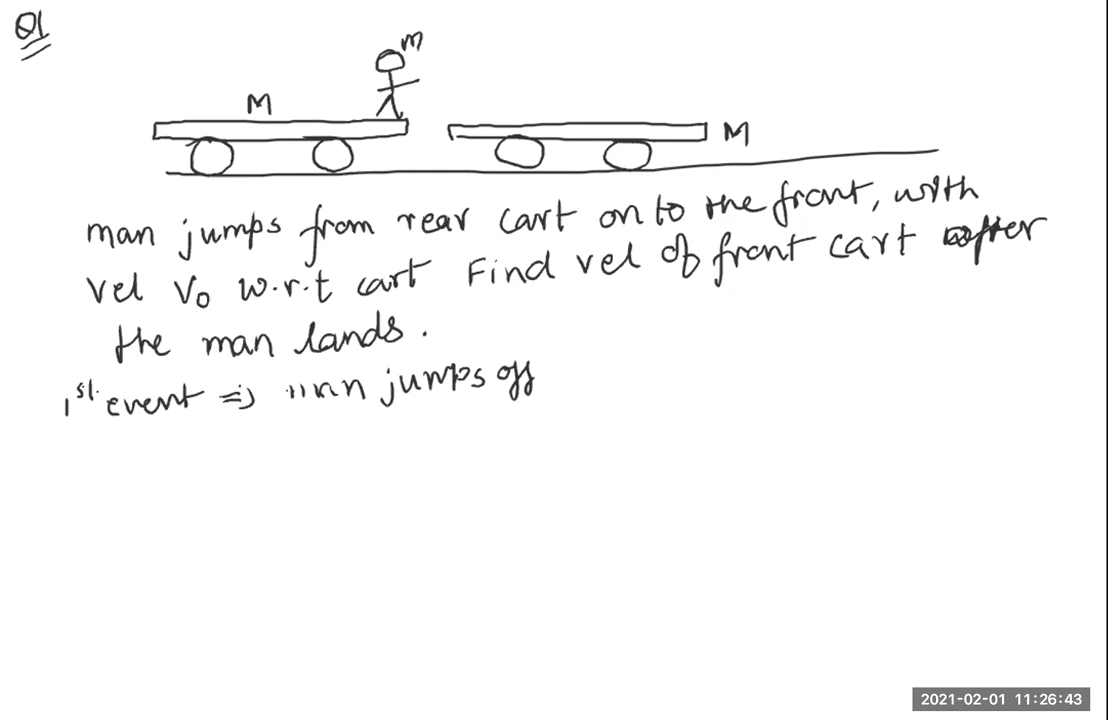 Q1
m
M
M
man jumps from rear cart on to the front, with
vel v₀ w.r.t cart Find vel of front cart after
the man lands.
1st event ⇒ man jumps off
2021-02-01 11:26:43